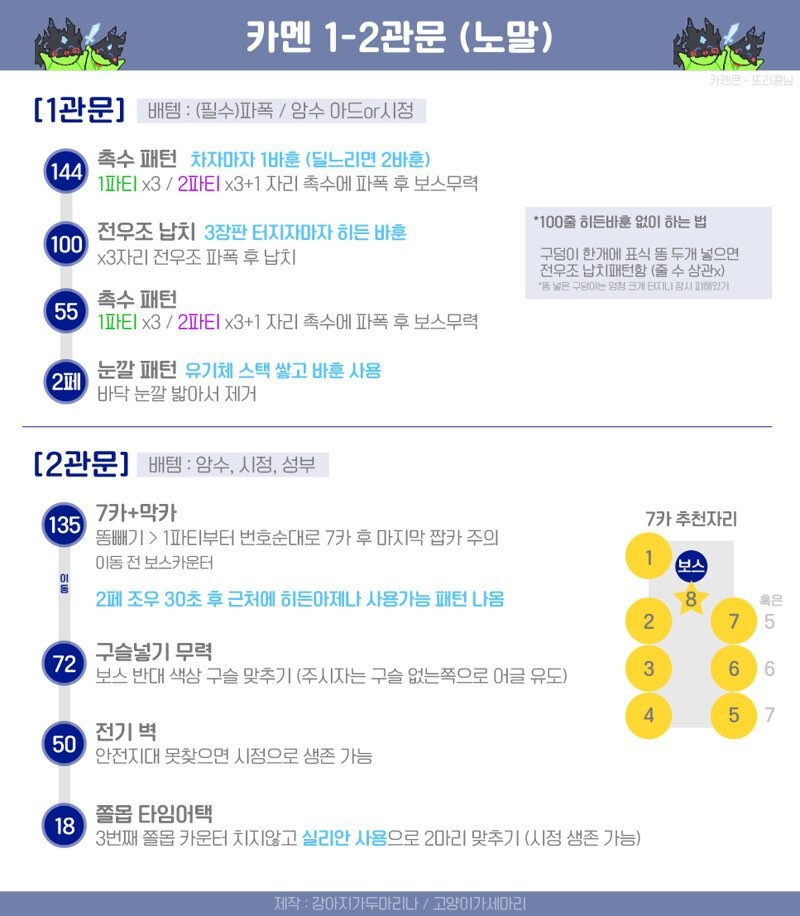 카멘 1-2관문 (노말)
카멘콘 - 또리콩님
[1관문] 배템 : (필수)파폭 / 암수 아드or시정
144 촉수 패턴 차자마자 1바훈 (딜느리면 2바훈)
1파티 x3 / 2파티 x3+1 자리 촉수에 파폭 후 보스무력
100 전우조 납치 3장판 터지자마자 히든 바훈
x3자리 전우조 파폭 후 납치
*100줄 히든바훈 없이 하는 법
구덩이 한개에 표식 똥 두개 넣으면
전우조 납치패턴함 (줄 수 상관x)
*똥 넣은 구덩이는 엄청 크게 터지니 잠시 피해있기
55 촉수 패턴
1파티 x3 / 2파티 x3+1 자리 촉수에 파폭 후 보스무력
2페 눈깔 패턴 유기체 스택 쌓고 바훈 사용
바닥 눈깔 밟아서 제거
[2관문] 배템 : 암수, 시정, 성부
135 7카+막카
똥빼기 > 1파티부터 번호순대로 7카 후 마지막 짭카 주의
이동 전 보스카운터
이동
2페 조우 30초 후 근처에 히든아제나 사용가능 패턴 나옴
72 구슬넣기 무력
보스 반대 색상 구슬 맞추기 (주시자는 구슬 없는쪽으로 어글 유도)
50 전기 벽
안전지대 못찾으면 시정으로 생존 가능
18 쫄몹 타임어택
3번째 쫄몹 카운터 치지않고 실리안 사용으로 2마리 맞추기 (시정 생존 가능)
7카 추천자리
1 보스
8 혹은
2 7 5
3 6 6
4 5 7
제작 : 강아지가두마리나 / 고양이가세마리